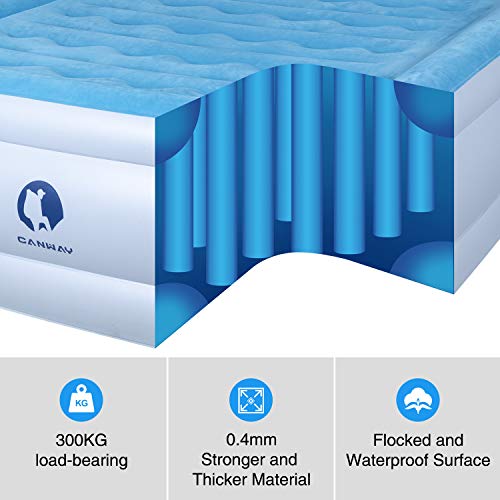 CANWAY
KG
300KG
load-bearing
0.4mm
Stronger and
Thicker Material
Flocked and
Waterproof Surface